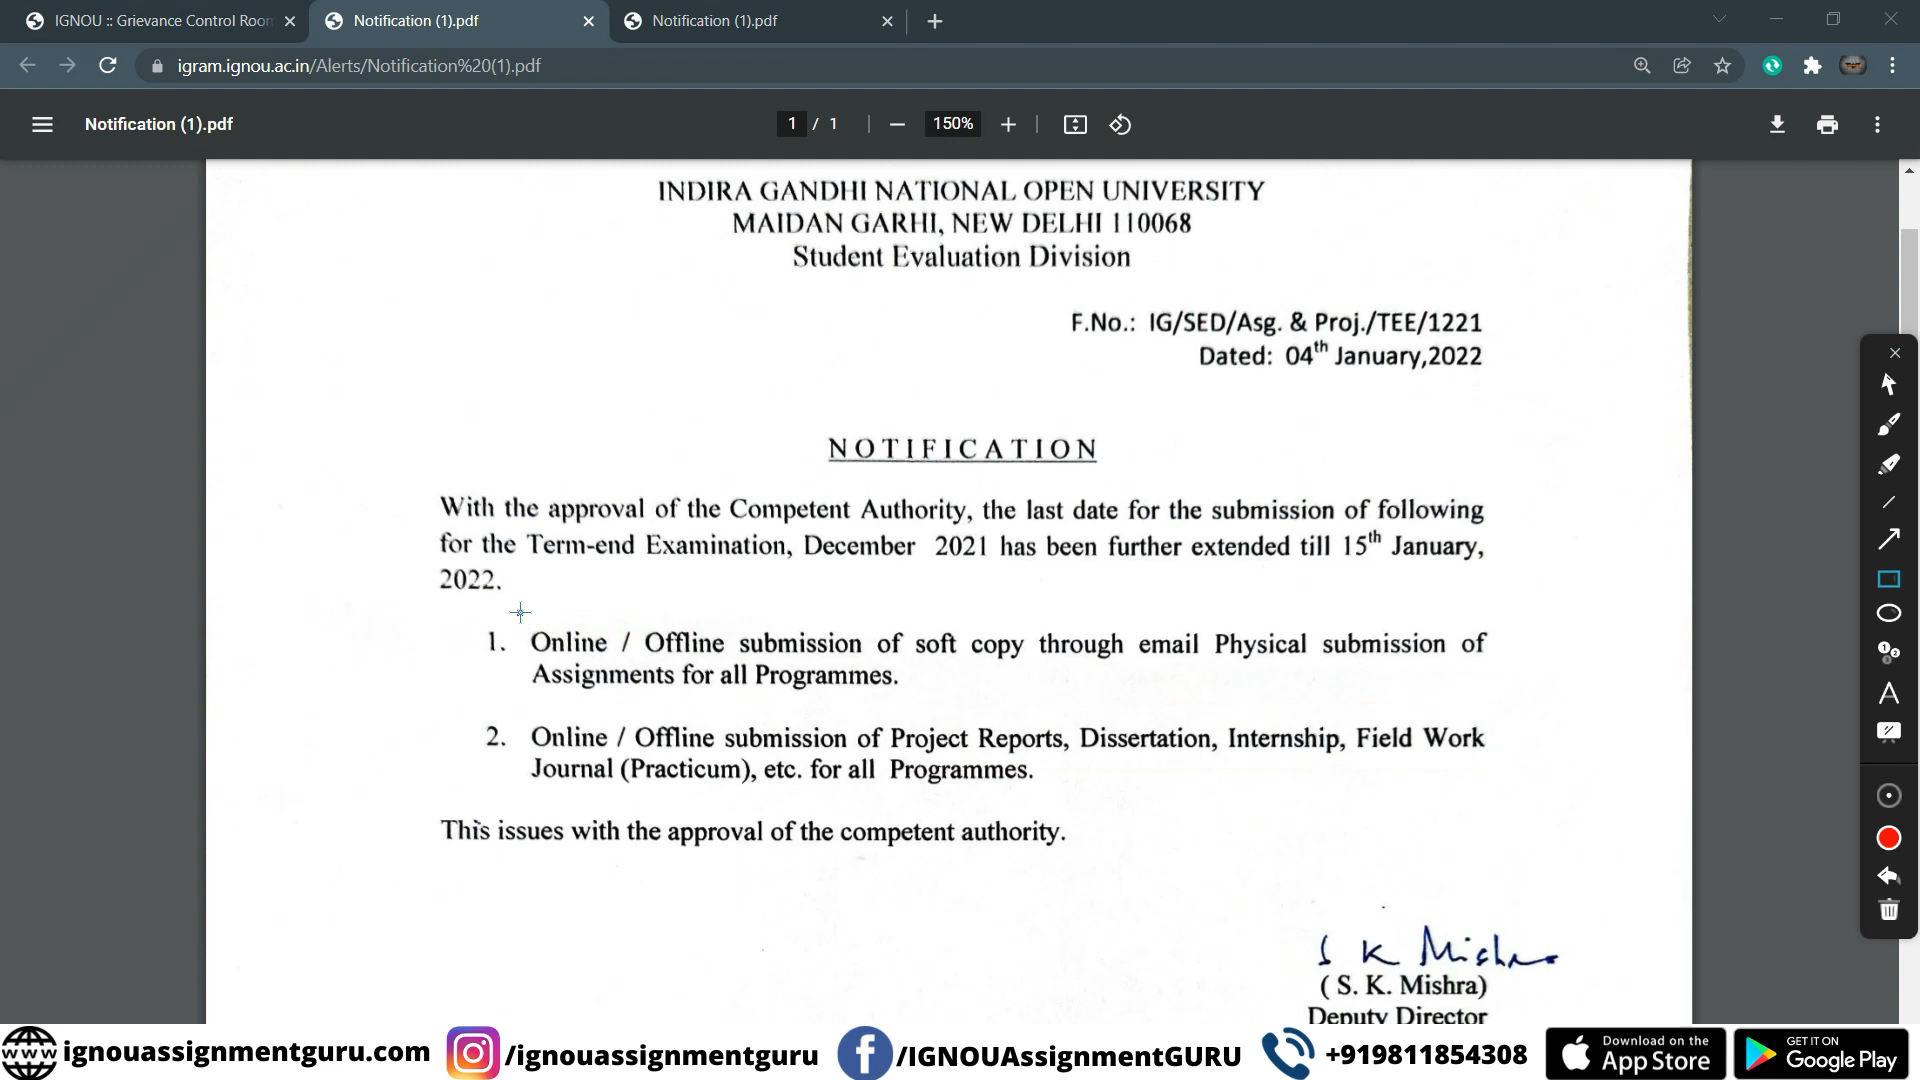 IGNOU :: Grievance Control Room
Notification (1).pdf
Notification (1).pdf
igram.ignou.ac.in/Alerts/Notification%20(1).pdf
Notification (1).pdf
1 / 1
150%
INDIRA GANDHI NATIONAL OPEN UNIVERSITY
MAIDAN GARHI, NEW DELHI 110068
Student Evaluation Division
F.No.: IG/SED/Asg. & Proj./TEE/1221
Dated: 04th January,2022
NOTIFICATION
With the approval of the Competent Authority, the last date for the submission of following
for the Term-end Examination, December 2021 has been further extended till 15th January,
2022.
1. Online / Offline submission of soft copy through email Physical submission of
Assignments for all Programmes.
2. Online / Offline submission of Project Reports, Dissertation, Internship, Field Work
Journal (Practicum), etc. for all Programmes.
This issues with the approval of the competent authority.
S K Mishra
( S. K. Mishra)
Deputy Director
www
ignouassignmentguru.com
/ignouassignmentguru
/IGNOUAssignmentGURU
+919811854308
Download on the
App Store
GET IT ON
Google Play